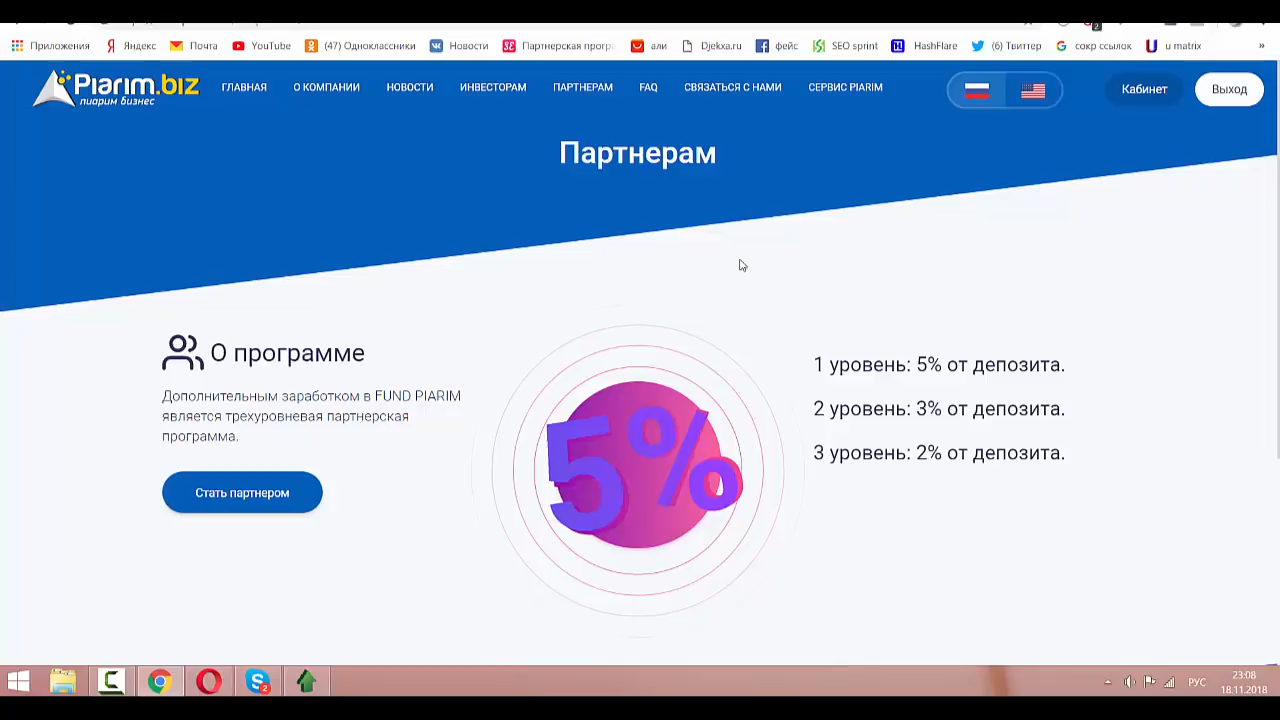 Приложения
Яндекс
Почта
YouTube
(47) Одноклассники
Новости
Партнерская прогр
али
Djekxa.ru
фейс
SEO sprint
HashFlare
(6) Твиттер
сокр ссылок
u matrix
»
Piarim.biz
пиарим бизнес
ГЛАВНАЯ
О КОМПАНИИ
НОВОСТИ
ИНВЕСТОРАМ
ПАРТНЕРАМ
FAQ
СВЯЗАТЬСЯ С НАМИ
СЕРВИС PIARIM
Кабинет
Выход
Партнерам
О программе
Дополнительным заработком в FUND PIARIM
является трехуровневая партнерская
программа.
Стать партнером
5%
1 уровень: 5% от депозита.
2 уровень: 3% от депозита.
3 уровень: 2% от депозита.
РУС
23:08
18.11.2018